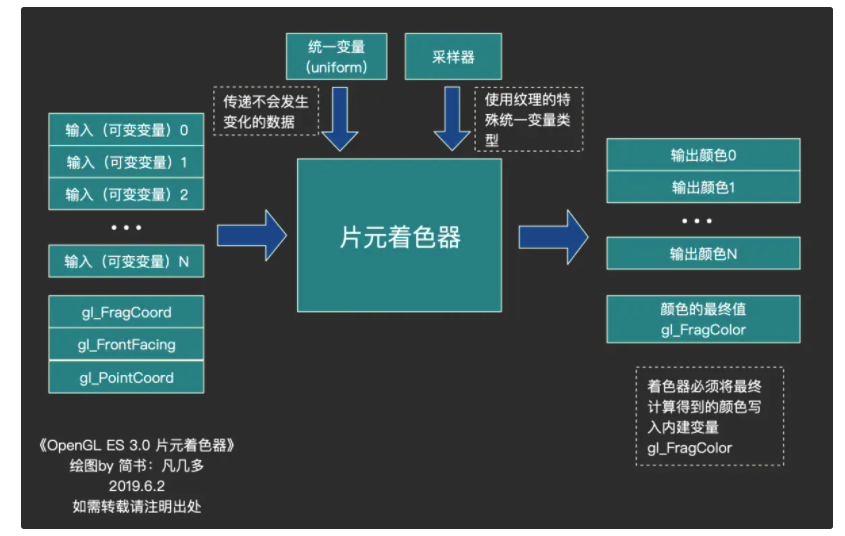 统一变量
(uniform)
采样器
传递不会发生
变化的数据
使用纹理的特
殊统一变量类
型
输入（可变变量）0
输入（可变变量）1
输入（可变变量）2
•••
输入（可变变量）N
gl_FragCoord
gl_FrontFacing
gl_PointCoord
片元着色器
输出颜色0
输出颜色1
•••
输出颜色N
颜色的最终值
gl_FragColor
着色器必须将最终
计算得到的颜色写
入内建变量
gl_FragColor
《OpenGL ES 3.0 片元着色器》
绘图by 简书：凡几多
2019.6.2
如需转载请注明出处